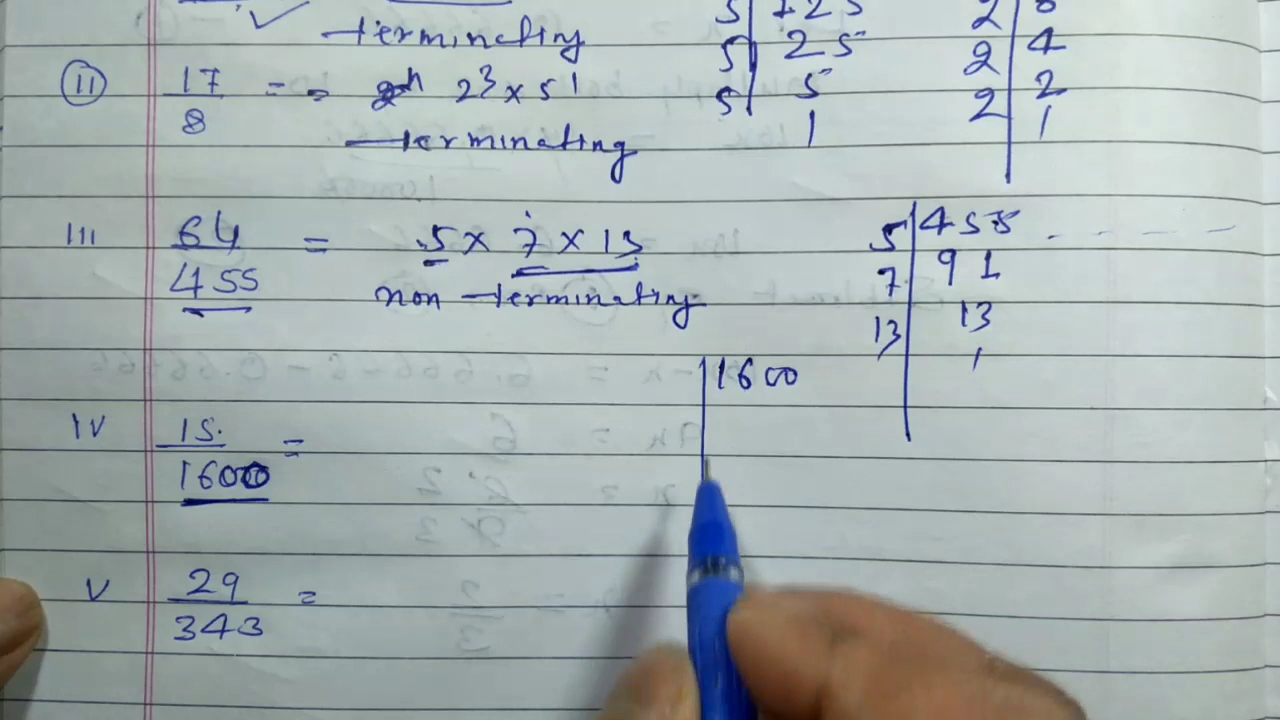 5 125 2 8
terminating 5 25 2 4
II 17/8 = 2³ × 5¹ 5 5 2 2
1 1
terminating
III 64/455 = .5 × 7 × 13 5 455 - - - - -
non-terminating 7 91
13 13
1
1600
IV 15./1600 =
V 29/343 =